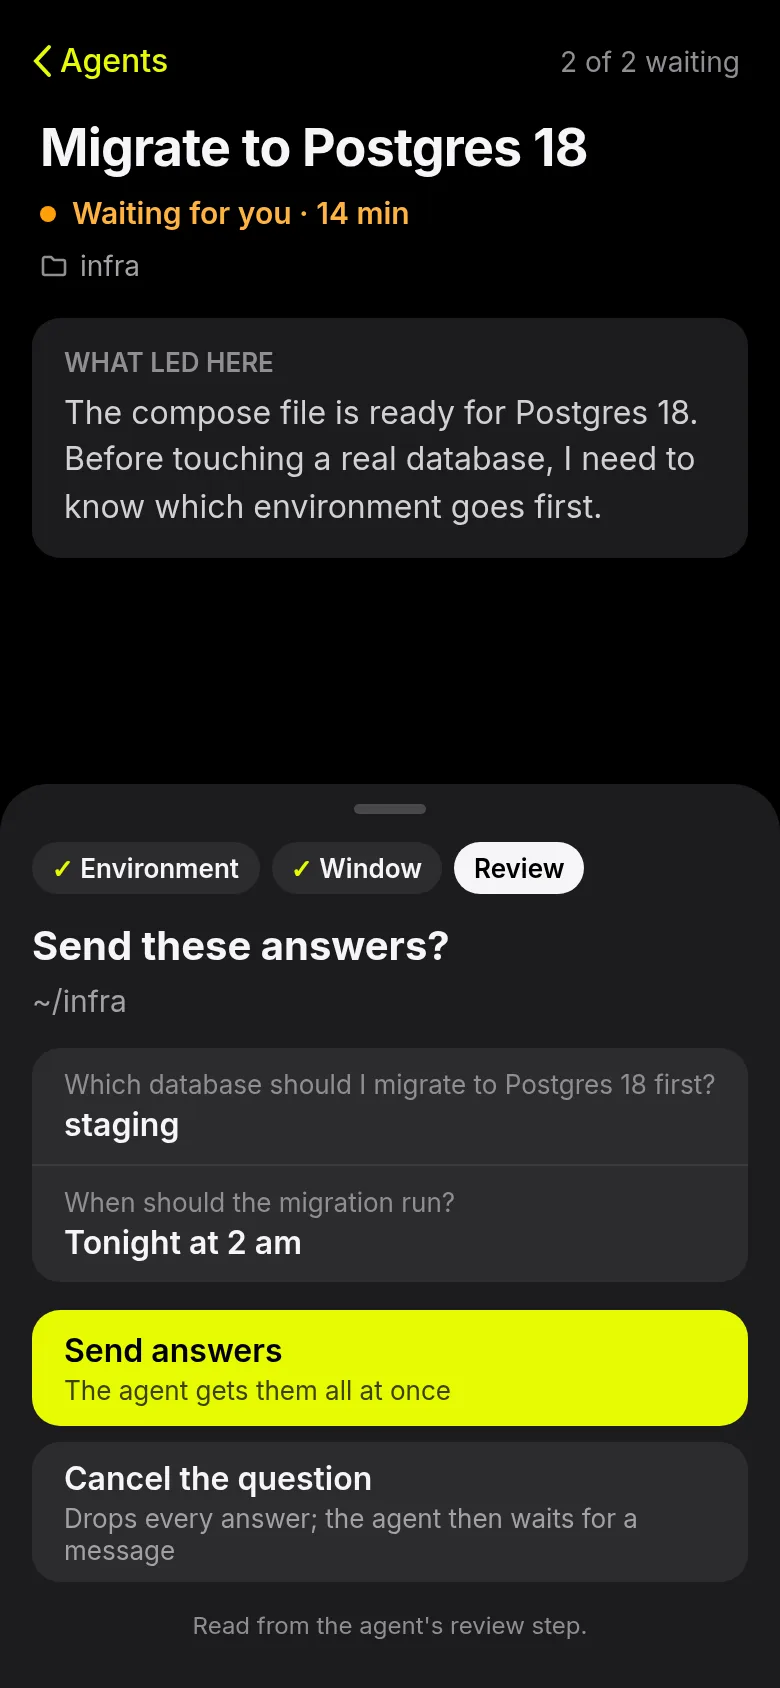 Agents
2 of 2 waiting
Migrate to Postgres 18
Waiting for you · 14 min
infra
WHAT LED HERE
The compose file is ready for Postgres 18.
Before touching a real database, I need to
know which environment goes first.
✓ Environment
✓ Window
Review
Send these answers?
~/infra
Which database should I migrate to Postgres 18 first?
staging
When should the migration run?
Tonight at 2 am
Send answers
The agent gets them all at once
Cancel the question
Drops every answer; the agent then waits for a
message
Read from the agent's review step.